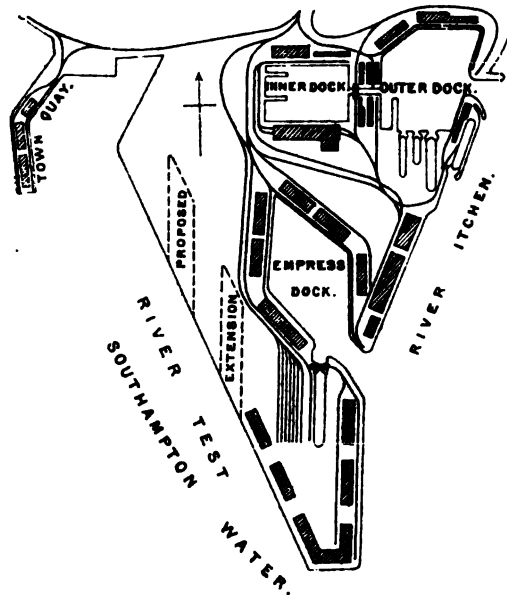 INNER DOCK.
OUTER DOCK.
TOWN QUAY.
PROPOSED
EXTENSION
EMPRESS
DOCK.
RIVER ITCHEN.
RIVER TEST
SOUTHAMPTON WATER.